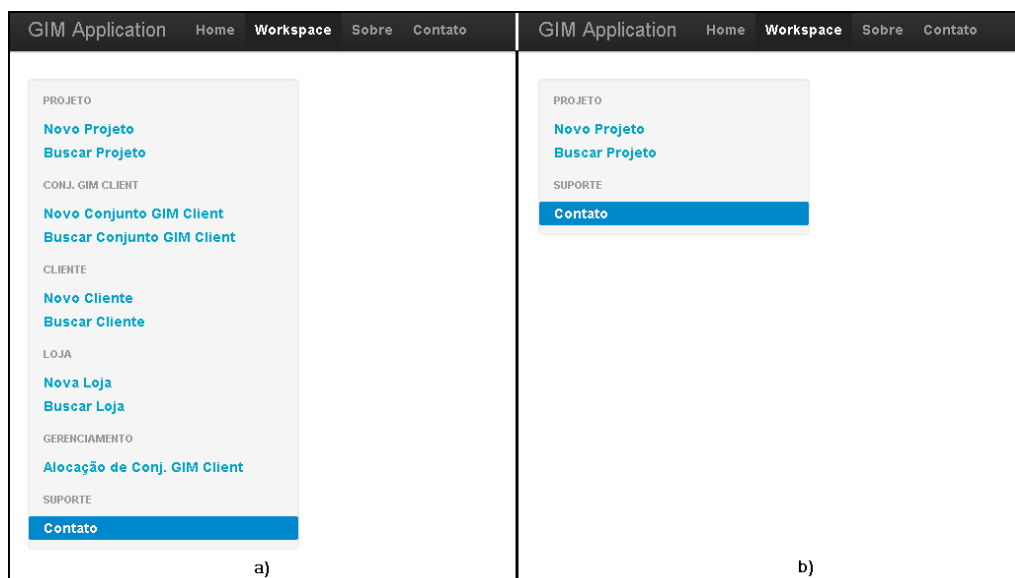 GIM Application Home Workspace Sobre Contato
PROJETO
Novo Projeto
Buscar Projeto
CONJ. GIM CLIENT
Novo Conjunto GIM Client
Buscar Conjunto GIM Client
CLIENTE
Novo Cliente
Buscar Cliente
LOJA
Nova Loja
Buscar Loja
GERENCIAMENTO
Alocação de Conj. GIM Client
SUPORTE
Contato
a)
GIM Application Home Workspace Sobre Contato
PROJETO
Novo Projeto
Buscar Projeto
SUPORTE
Contato
b)